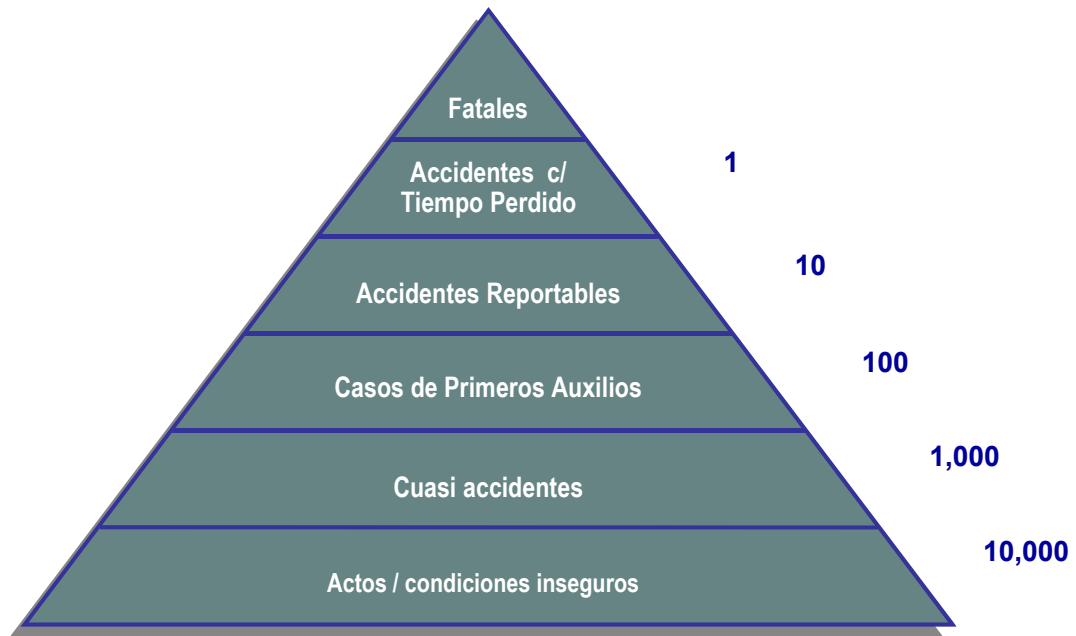 Fatales
Accidentes c/
Tiempo Perdido
1
Accidentes Reportables
10
Casos de Primeros Auxilios
100
Cuasi accidentes
1,000
Actos / condiciones inseguros
10,000